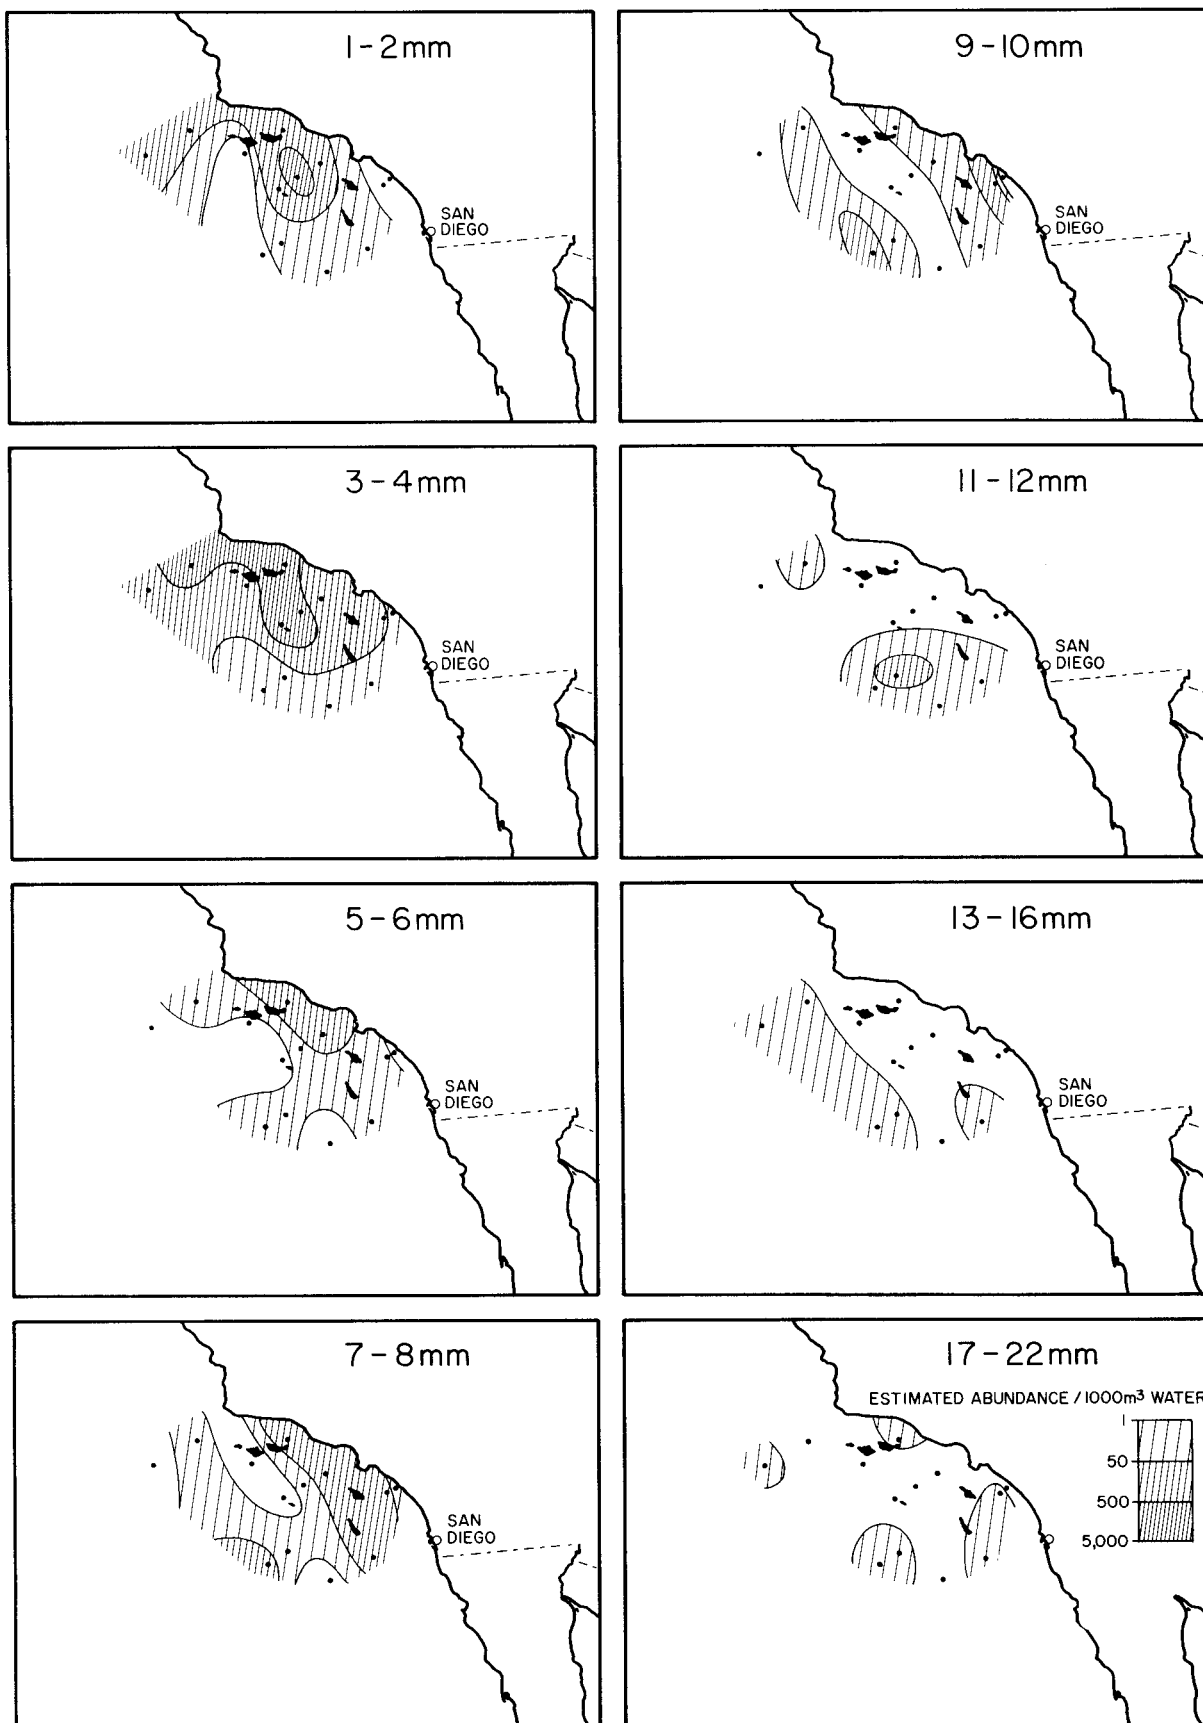 1-2mm
SAN
DIEGO
9-10mm
SAN
DIEGO
3-4mm
SAN
DIEGO
11-12mm
SAN
DIEGO
5-6mm
SAN
DIEGO
13-16mm
SAN
DIEGO
7-8mm
SAN
DIEGO
17-22mm
ESTIMATED ABUNDANCE / 1000m³ WATER
1
50
500
5,000